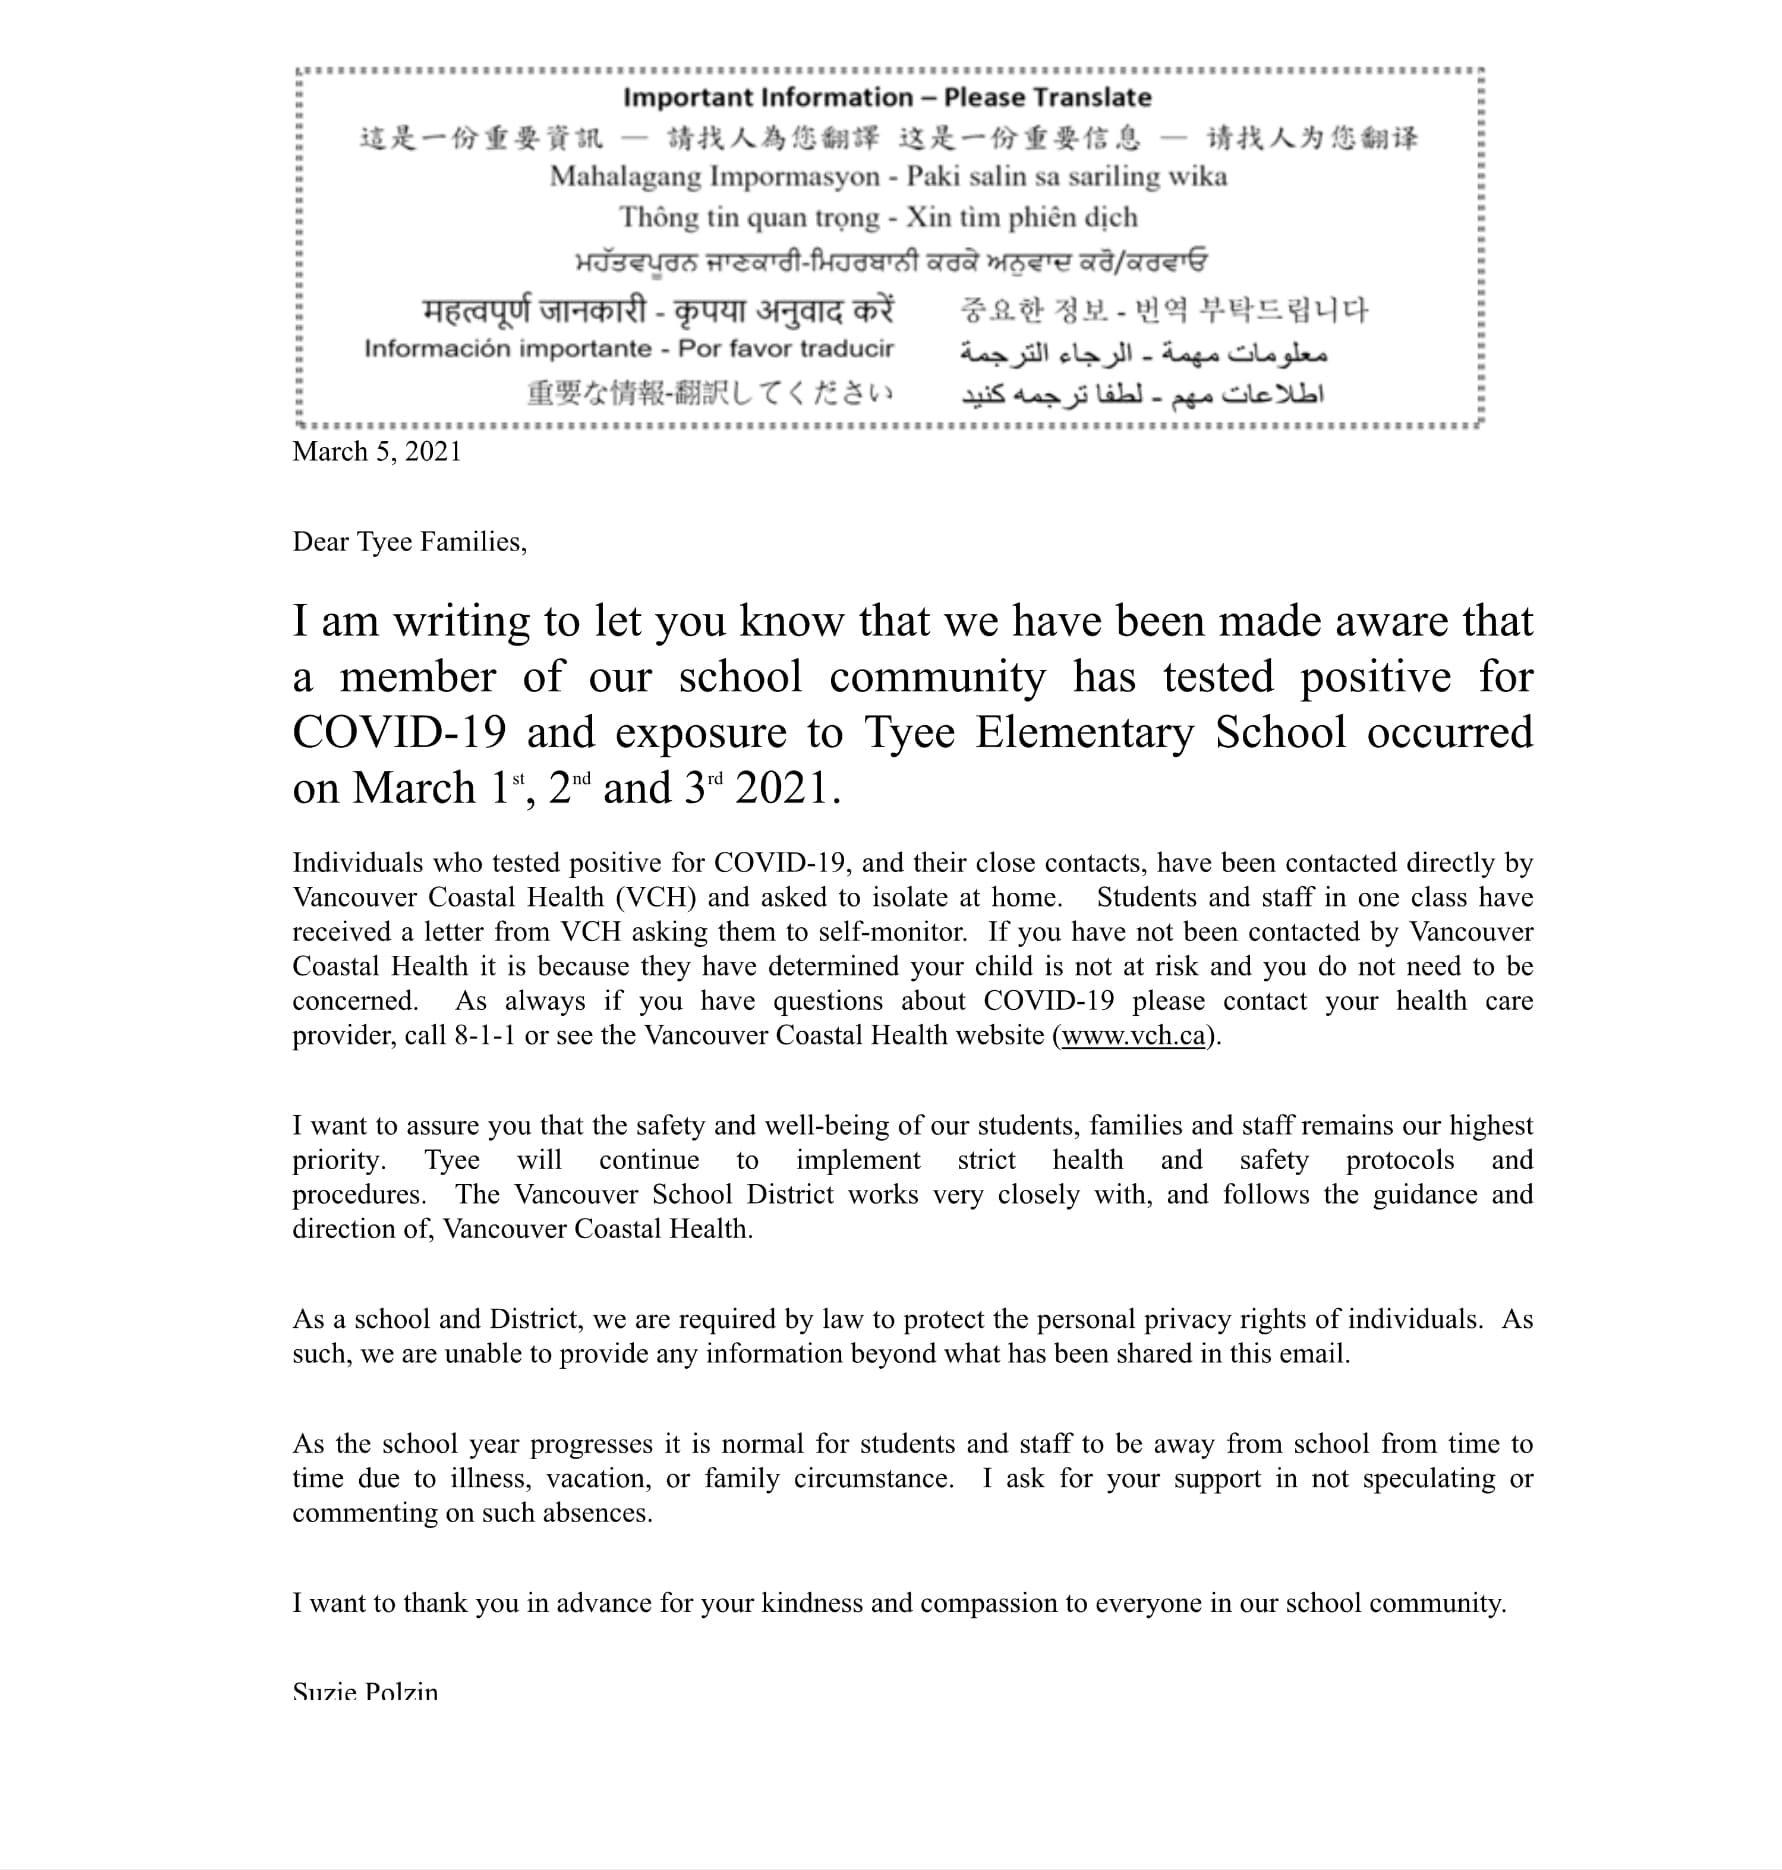 Important Information – Please Translate
這是一份重要資訊 — 請找人為您翻譯 这是一份重要信息 — 请找人为您翻译
Mahalagang Impormasyon - Paki salin sa sariling wika
Thông tin quan trọng - Xin tìm phiên dịch
ਮਹੱਤਵਪੂਰਨ ਜਾਣਕਾਰੀ-ਮਿਹਰਬਾਨੀ ਕਰਕੇ ਅਨੁਵਾਦ ਕਰੋ/ਕਰਵਾਓ
महत्वपूर्ण जानकारी - कृपया अनुवाद करें 중요한 정보 - 번역 부탁드립니다
Información importante - Por favor traducir معلومات مهمة - الرجاء الترجمة
重要な情報-翻訳してください اطلاعات مهم - لطفا ترجمه کنید
March 5, 2021
Dear Tyee Families,
I am writing to let you know that we have been made aware that
a member of our school community has tested positive for
COVID-19 and exposure to Tyee Elementary School occurred
on March 1st, 2nd and 3rd 2021.
Individuals who tested positive for COVID-19, and their close contacts, have been contacted directly by
Vancouver Coastal Health (VCH) and asked to isolate at home. Students and staff in one class have
received a letter from VCH asking them to self-monitor. If you have not been contacted by Vancouver
Coastal Health it is because they have determined your child is not at risk and you do not need to be
concerned. As always if you have questions about COVID-19 please contact your health care
provider, call 8-1-1 or see the Vancouver Coastal Health website (www.vch.ca).
I want to assure you that the safety and well-being of our students, families and staff remains our highest
priority. Tyee will continue to implement strict health and safety protocols and
procedures. The Vancouver School District works very closely with, and follows the guidance and
direction of, Vancouver Coastal Health.
As a school and District, we are required by law to protect the personal privacy rights of individuals. As
such, we are unable to provide any information beyond what has been shared in this email.
As the school year progresses it is normal for students and staff to be away from school from time to
time due to illness, vacation, or family circumstance. I ask for your support in not speculating or
commenting on such absences.
I want to thank you in advance for your kindness and compassion to everyone in our school community.
Suzie Polzin